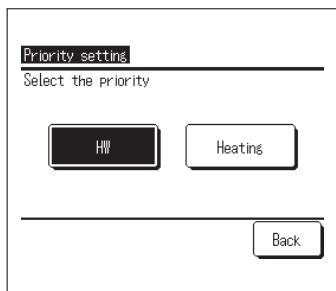 Priority setting
Select the priority
HW
Heating
Back